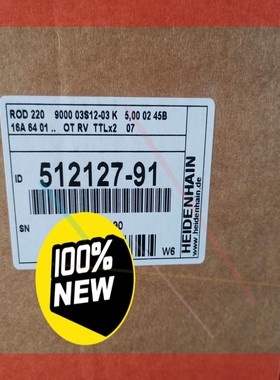 ROD 220 9000 03S12-03 K 5,00 02 45B
16A 64 01 .. OT RV TTLx2 07
ID 512127-91
SN
W6
HEIDENHAIN
www.heidenhain.de
100%
NEW